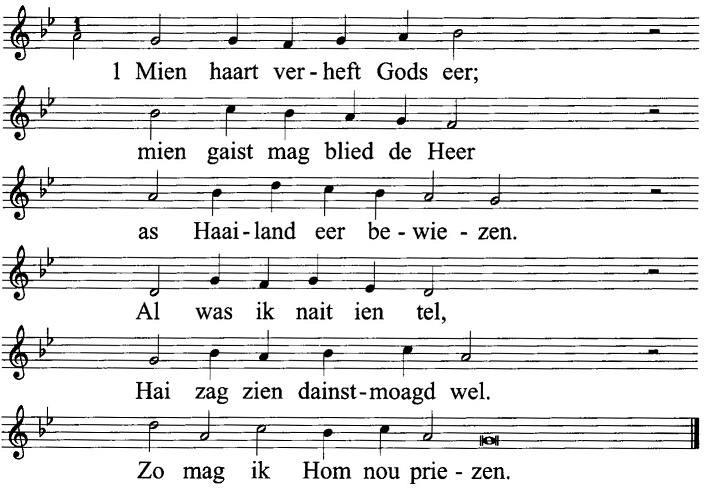 1 Mien haart ver-heft Gods eer;
mien gaist mag blied de Heer
as Haai-land eer be-wie-zen.
Al was ik nait ien tel,
Hai zag zien dainst-moagd wel.
Zo mag ik Hom nou prie-zen.